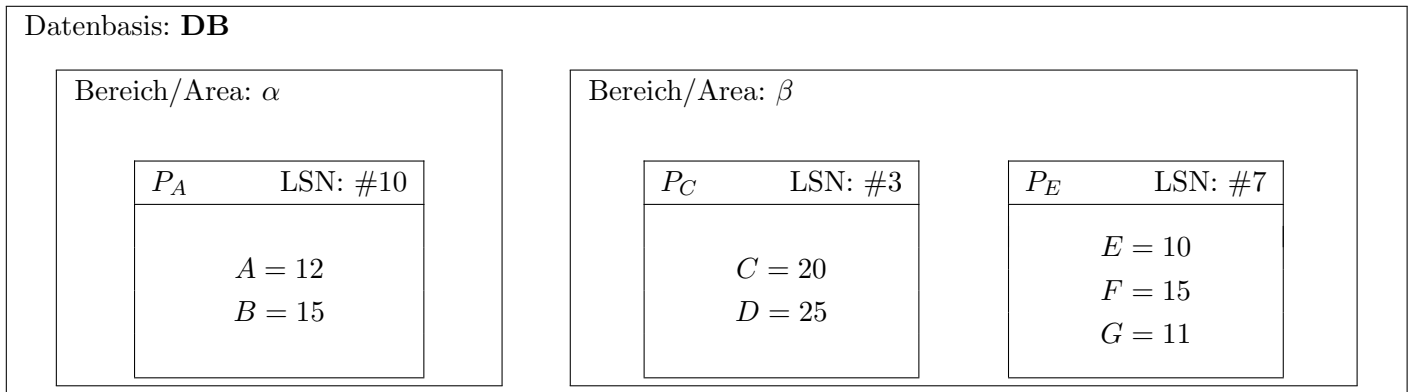 Datenbasis: DB
Bereich/Area: α
Bereich/Area: β
P_A LSN: #10
A = 12
B = 15
P_C LSN: #3
C = 20
D = 25
P_E LSN: #7
E = 10
F = 15
G = 11